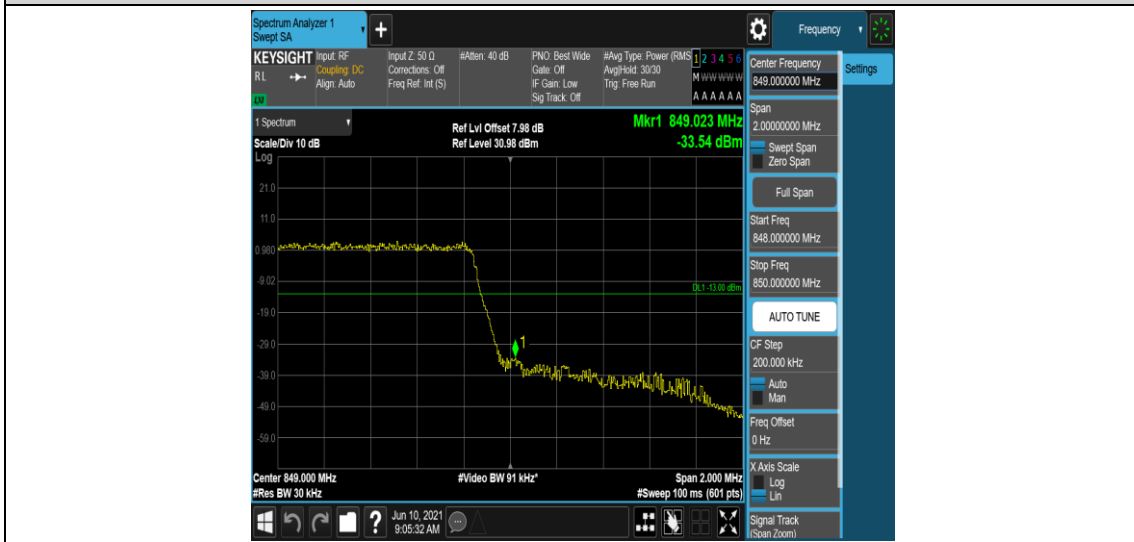 Spectrum Analyzer 1
Swept SA
+
Frequency
KEYSIGHT
RL
LNI
Input: RF
Coupling: DC
Align: Auto
Input Z: 50 Ω
Corrections: Off
Freq Ref: Int (S)
#Atten: 40 dB
PNO: Best Wide
Gate: Off
IF Gain: Low
Sig Track: Off
#Avg Type: Power (RMS
Avg|Hold: 30/30
Trig: Free Run
1 2 3 4 5 6
M W W W W W
A A A A A A
1 Spectrum
Scale/Div 10 dB
Log
Ref Lvl Offset 7.98 dB
Ref Level 30.98 dBm
Mkr1 849.023 MHz
-33.54 dBm
21.0
11.0
0.980
-9.02
DL1 -13.00 dBm
-19.0
-29.0
1
-39.0
-49.0
-59.0
Center 849.000 MHz
#Res BW 30 kHz
#Video BW 91 kHz*
Span 2.000 MHz
#Sweep 100 ms (601 pts)
?
Jun 10, 2021
9:05:32 AM
Center Frequency
849.000000 MHz
Settings
Span
2.00000000 MHz
Swept Span
Zero Span
Full Span
Start Freq
848.000000 MHz
Stop Freq
850.000000 MHz
AUTO TUNE
CF Step
200.000 kHz
Auto
Man
Freq Offset
0 Hz
X Axis Scale
Log
Lin
Signal Track
(Span Zoom)